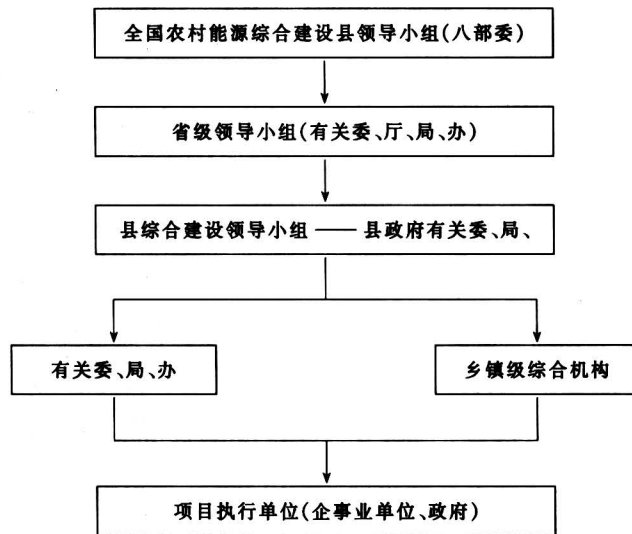 全国农村能源综合建设县领导小组(八部委)
省级领导小组(有关委、厅、局、办)
县综合建设领导小组 —— 县政府有关委、局、
有关委、局、办
乡镇级综合机构
项目执行单位(企事业单位、政府)